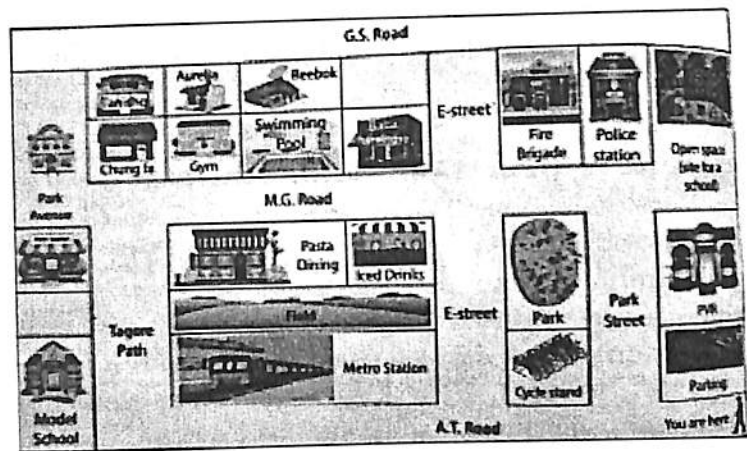 G.S. Road
Aurelia
Reebok
Chung fa
Gym
Swimming
Pool
E-street
Fire
Brigade
Police
station
Open space
(site for a
school)
Park
Avenue
M.G. Road
Pasta
Dining
Iced Drinks
Field
Tagore
Path
Metro Station
E-street
Park
Cycle stand
Park
Street
PVR
Parking
Model
School
A.T. Road
You are here